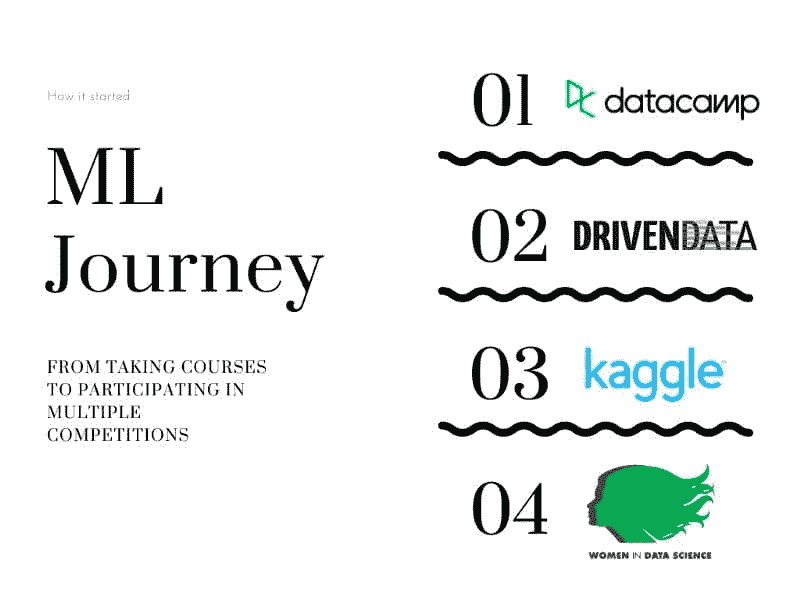 How it started
ML
Journey
FROM TAKING COURSES
TO PARTICIPATING IN
MULTIPLE
COMPETITIONS
01 datacamp
02 DRIVENDATA
03 kaggle
04
WOMEN IN DATA SCIENCE